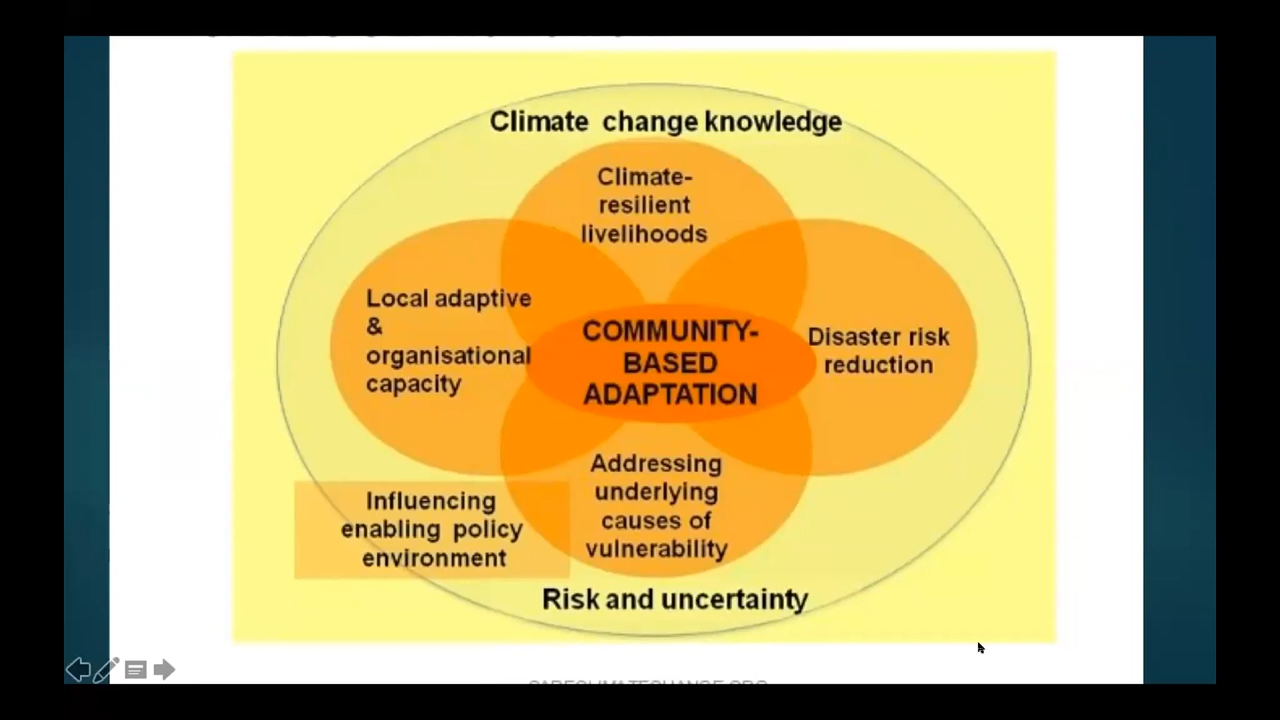 Climate change knowledge
Climate-
resilient
livelihoods
Local adaptive
&
organisational
capacity
COMMUNITY-
BASED
ADAPTATION
Disaster risk
reduction
Addressing
underlying
causes of
vulnerability
Influencing
enabling policy
environment
Risk and uncertainty